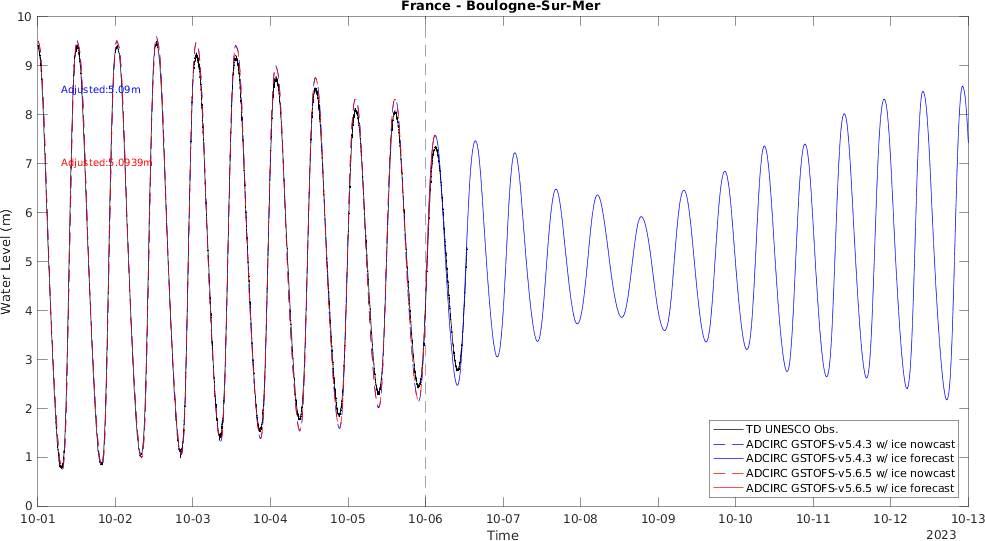 France - Boulogne-Sur-Mer
10
9
8
7
6
5
4
3
2
1
0
Water Level (m)
Adjusted:5.09m
Adjusted:5.0939m
TD UNESCO Obs.
ADCIRC GSTOFS-v5.4.3 w/ ice nowcast
ADCIRC GSTOFS-v5.4.3 w/ ice forecast
ADCIRC GSTOFS-v5.6.5 w/ ice nowcast
ADCIRC GSTOFS-v5.6.5 w/ ice forecast
10-01 10-02 10-03 10-04 10-05 10-06 10-07 10-08 10-09 10-10 10-11 10-12 10-13
Time
2023